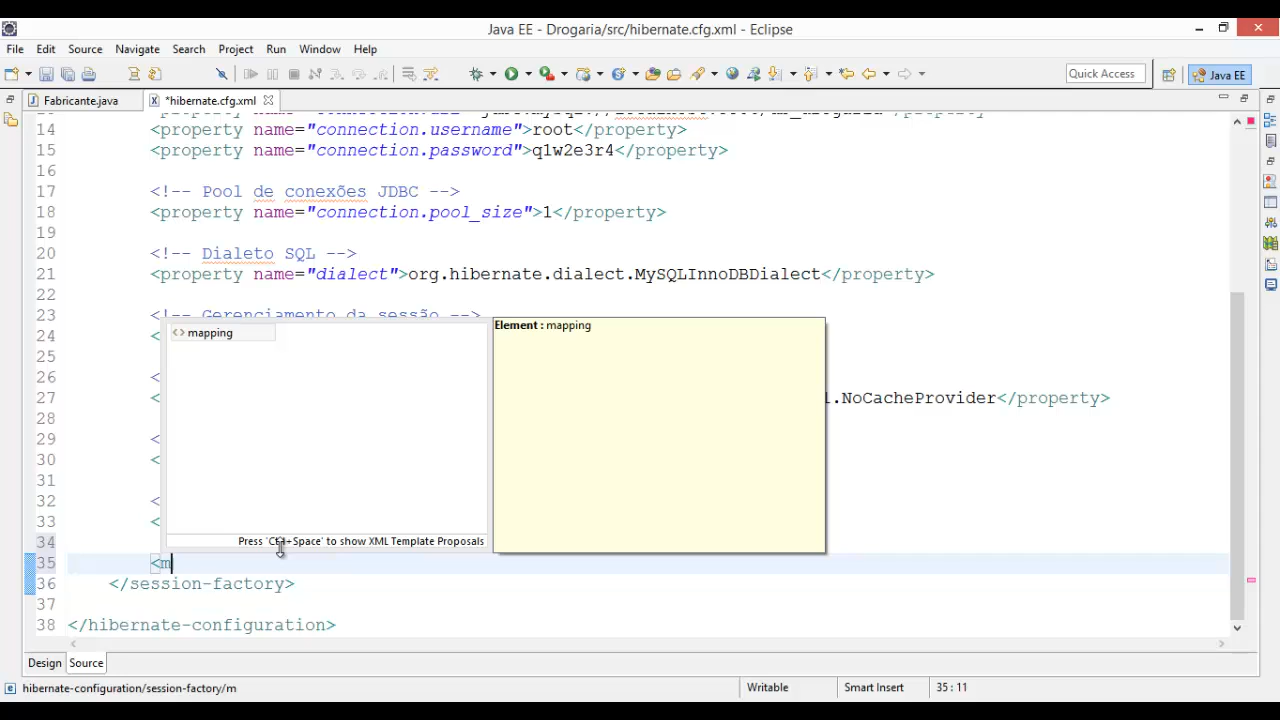 Java EE - Drogaria/src/hibernate.cfg.xml - Eclipse
File Edit Source Navigate Search Project Run Window Help
Quick Access Java EE
Fabricante.java *hibernate.cfg.xml
14 <property name="connection.username">root</property>
15 <property name="connection.password">q1w2e3r4</property>
16
17 <!-- Pool de conexões JDBC -->
18 <property name="connection.pool_size">1</property>
19
20 <!-- Dialeto SQL -->
21 <property name="dialect">org.hibernate.dialect.MySQLInnoDBDialect</property>
22
23 <!-- Gerenciamento da sessão -->
mapping
Element : mapping
24 <
25
26 <
27 < .NoCacheProvider</property>
28
29 <
30 <
31
32 <
33 <
34
Press 'Ctrl+Space' to show XML Template Proposals
35 <m
36 </session-factory>
37
38 </hibernate-configuration>
Design Source
hibernate-configuration/session-factory/m Writable Smart Insert 35 : 11